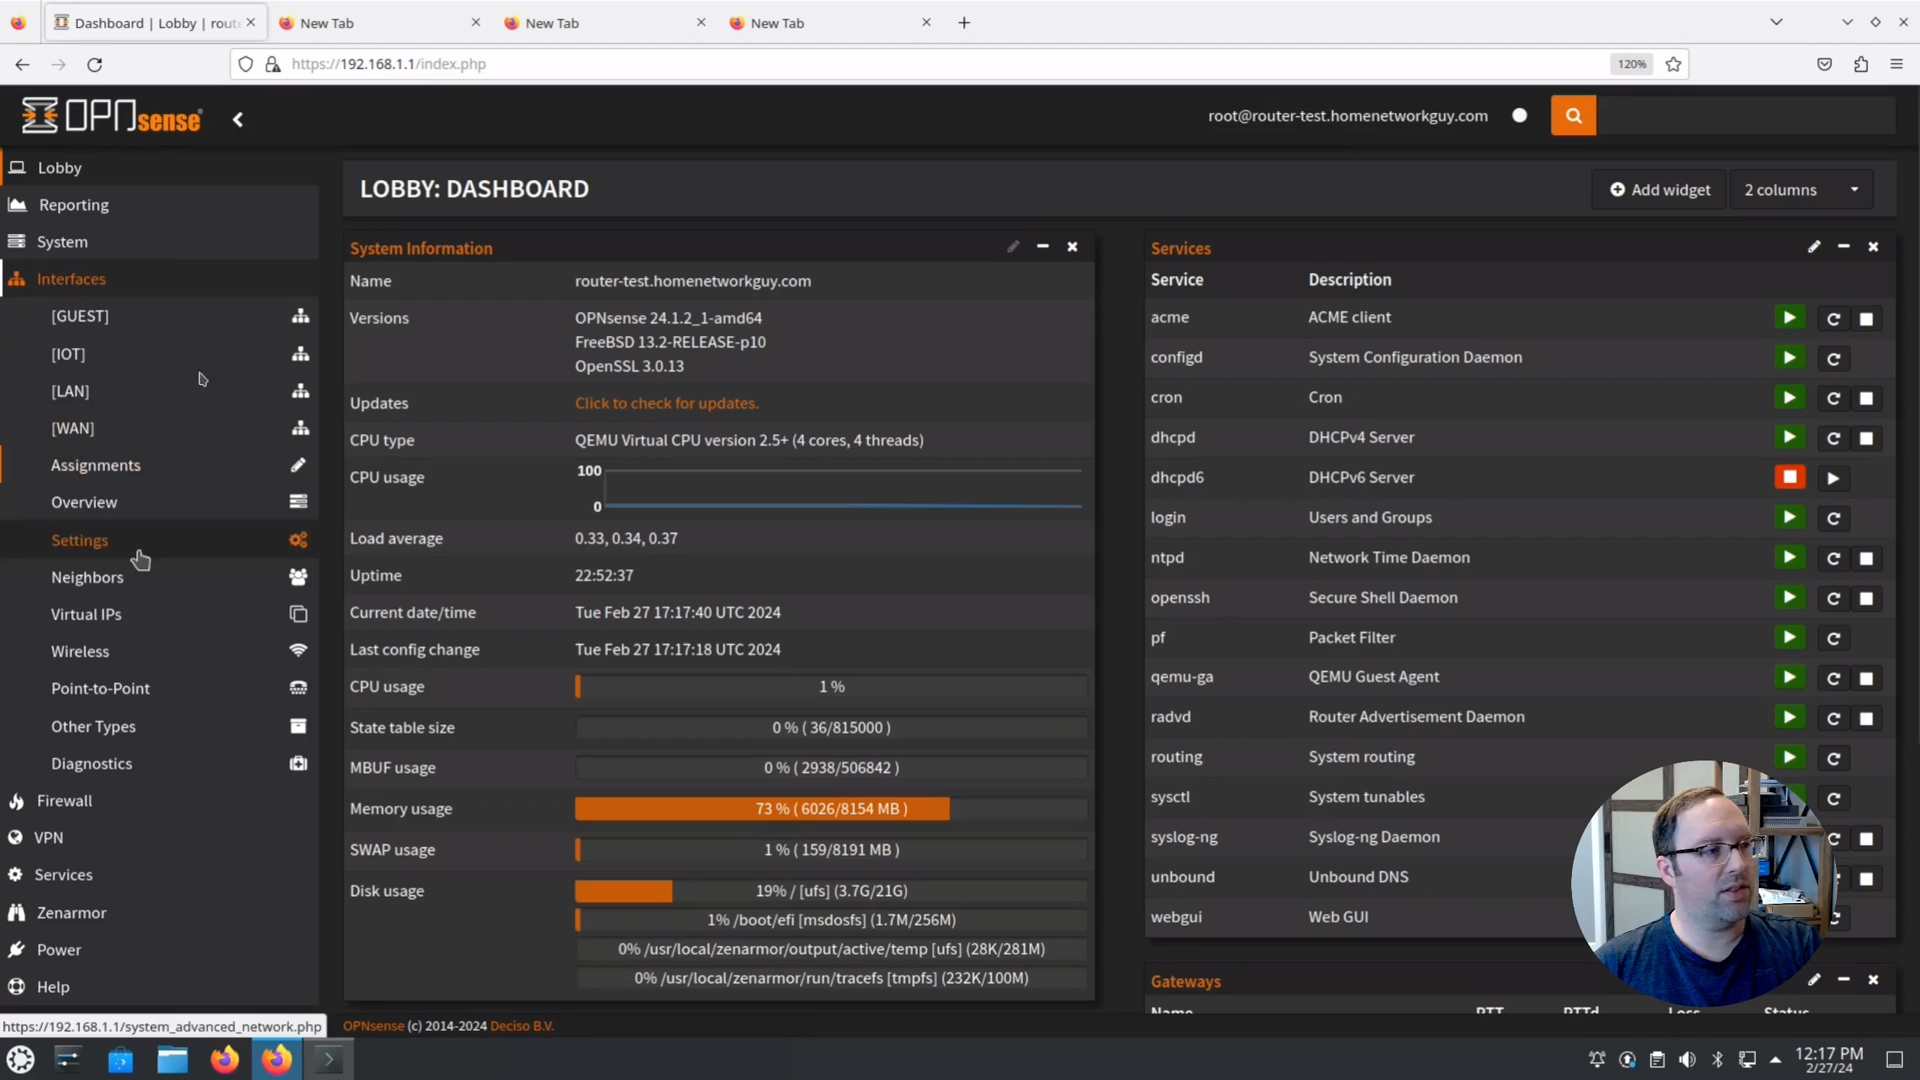 Dashboard | Lobby | route
New Tab
New Tab
New Tab
https://192.168.1.1/index.php
120%
OPNsense
root@router-test.homenetworkguy.com
Lobby
Reporting
System
Interfaces
[GUEST]
[IOT]
[LAN]
[WAN]
Assignments
Overview
Settings
Neighbors
Virtual IPs
Wireless
Point-to-Point
Other Types
Diagnostics
Firewall
VPN
Services
Zenarmor
Power
Help
https://192.168.1.1/system_advanced_network.php
LOBBY: DASHBOARD
Add widget
2 columns
System Information
Name router-test.homenetworkguy.com
Versions OPNsense 24.1.2_1-amd64
FreeBSD 13.2-RELEASE-p10
OpenSSL 3.0.13
Updates Click to check for updates.
CPU type QEMU Virtual CPU version 2.5+ (4 cores, 4 threads)
CPU usage 100
0
Load average 0.33, 0.34, 0.37
Uptime 22:52:37
Current date/time Tue Feb 27 17:17:40 UTC 2024
Last config change Tue Feb 27 17:17:18 UTC 2024
CPU usage 1 %
State table size 0 % ( 36/815000 )
MBUF usage 0 % ( 2938/506842 )
Memory usage 73 % ( 6026/8154 MB )
SWAP usage 1 % ( 159/8191 MB )
Disk usage 19% / [ufs] (3.7G/21G)
1% /boot/efi [msdosfs] (1.7M/256M)
0% /usr/local/zenarmor/output/active/temp [ufs] (28K/281M)
0% /usr/local/zenarmor/run/tracefs [tmpfs] (232K/100M)
Services
Service Description
acme ACME client
configd System Configuration Daemon
cron Cron
dhcpd DHCPv4 Server
dhcpd6 DHCPv6 Server
login Users and Groups
ntpd Network Time Daemon
openssh Secure Shell Daemon
pf Packet Filter
qemu-ga QEMU Guest Agent
radvd Router Advertisement Daemon
routing System routing
sysctl System tunables
syslog-ng Syslog-ng Daemon
unbound Unbound DNS
webgui Web GUI
Gateways
Name RTT RTTd Loss Status
OPNsense (c) 2014-2024 Deciso B.V.
12:17 PM
2/27/24